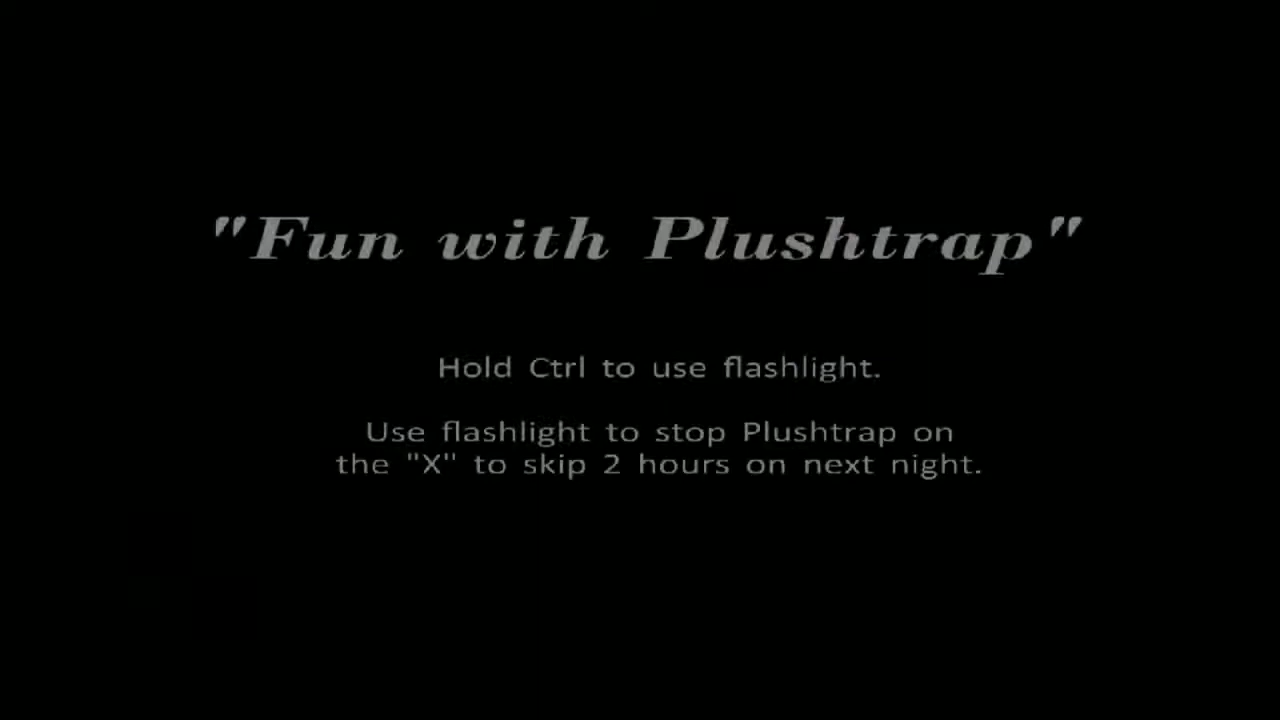 "Fun with Plushtrap"
Hold Ctrl to use flashlight.
Use flashlight to stop Plushtrap on
the "X" to skip 2 hours on next night.